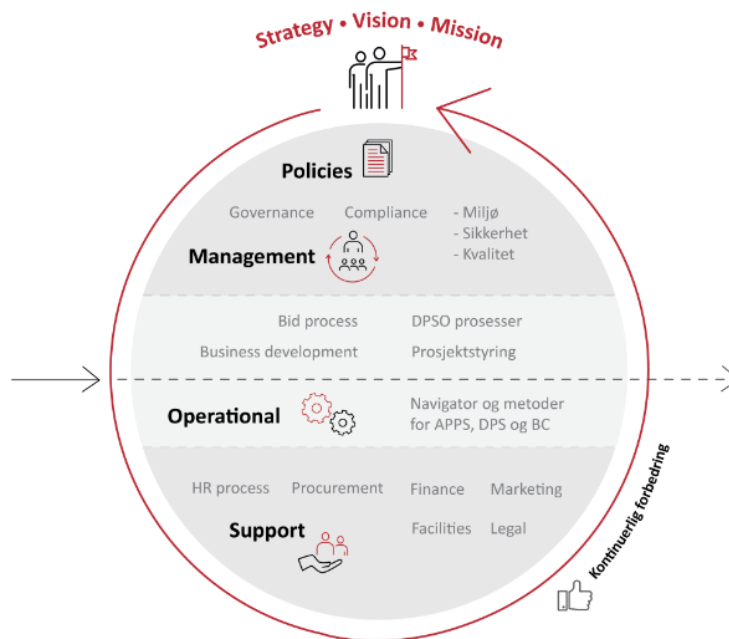 Strategy • Vision • Mission
Policies
Governance
Compliance
- Miljø
- Sikkerhet
- Kvalitet
Management
Bid process
DPSO prosesser
Business development
Prosjektstyring
Operational
Navigator og metoder
for APPS, DPS og BC
HR process
Procurement
Finance
Marketing
Support
Facilities
Legal
Kontinuerlig forbedring